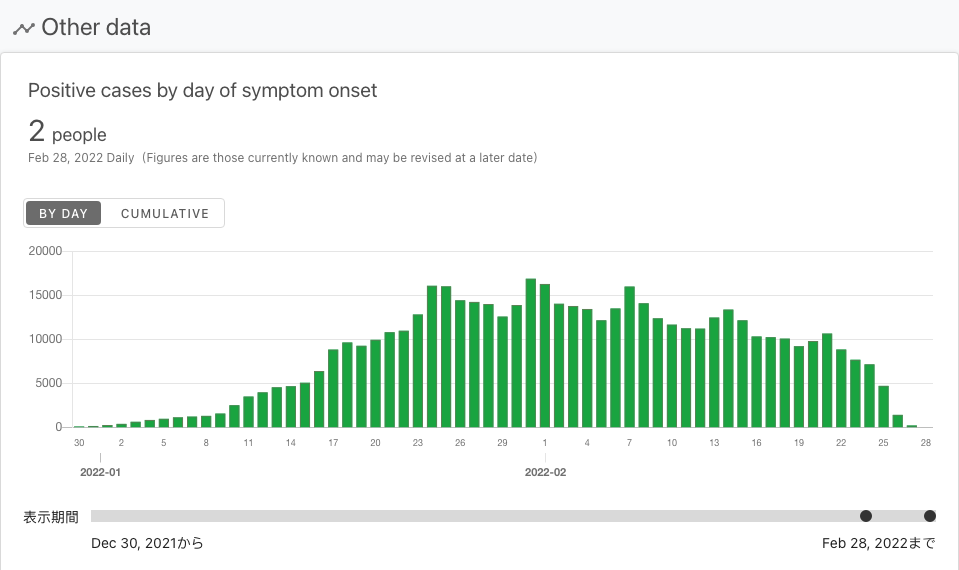 Other data
Positive cases by day of symptom onset
2 people
Feb 28, 2022 Daily (Figures are those currently known and may be revised at a later date)
BY DAY CUMULATIVE
20000
15000
10000
5000
0
30 2 5 8 11 14 17 20 23 26 29 1 4 7 10 13 16 19 22 25 28
2022-01 2022-02
表示期間
Dec 30, 2021から Feb 28, 2022まで